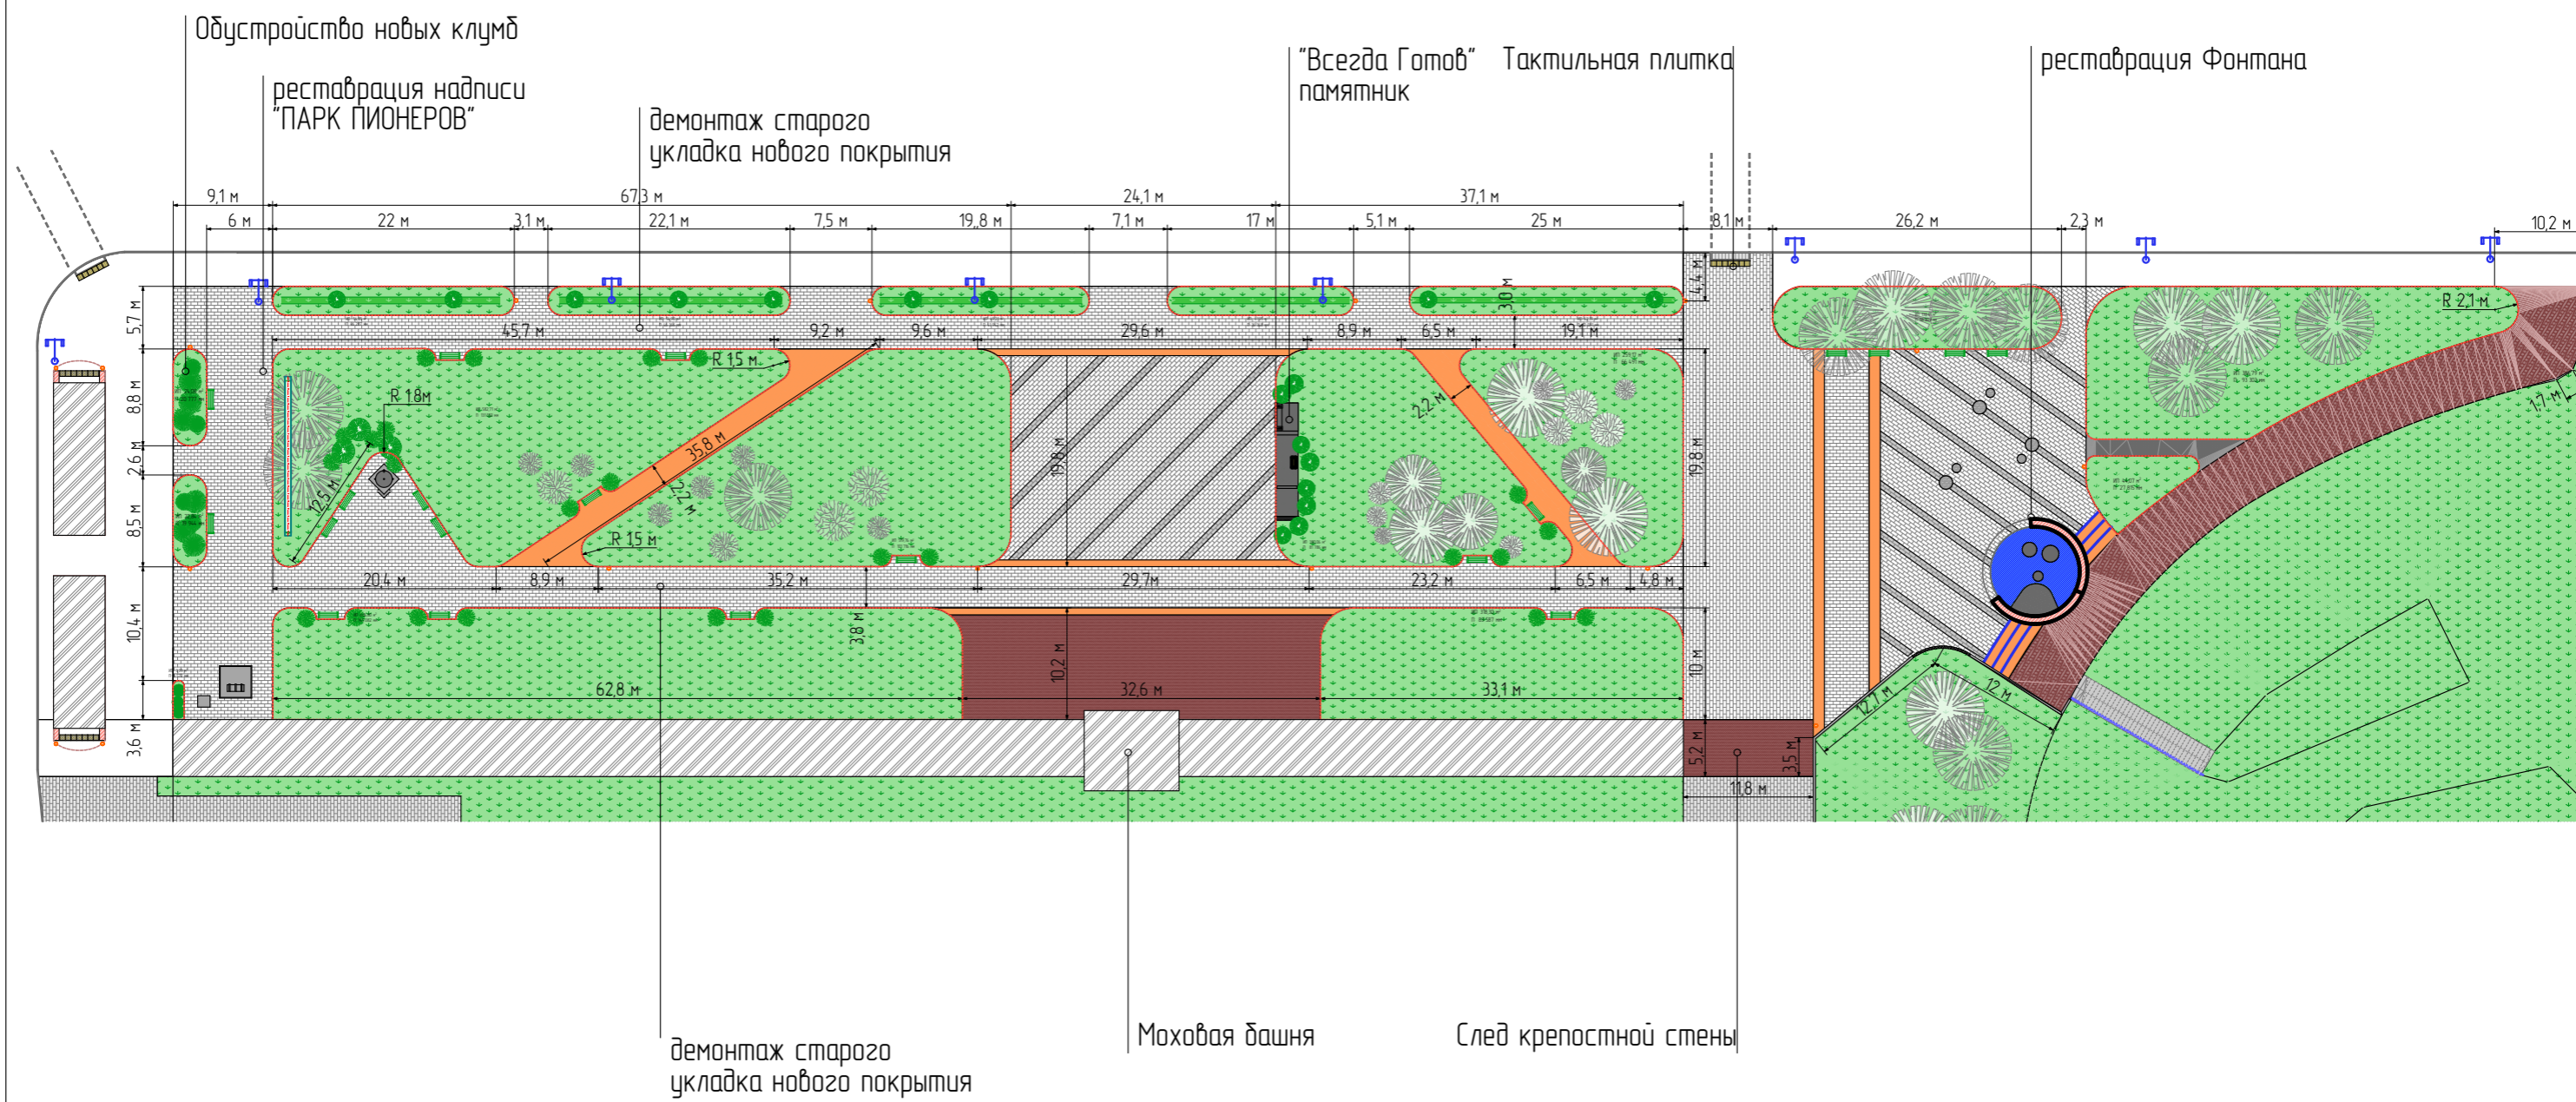 Обустройство новых клумб
реставрация надписи
"ПАРК ПИОНЕРОВ"
демонтаж старого
укладка нового покрытия
"Всегда Готов"
памятник
Тактильная плитка
реставрация Фонтана
9,1 м
67,3 м
24,1 м
37,1 м
6 м
22 м
3,1 м
22,1 м
7,5 м
19,,8 м
7,1 м
17 м
5,1 м
25 м
8,1 м
26,2 м
2,3 м
10,2 м
4,4 м
3,0 м
5,7 м
R 2,1 м
45,7 м
9,2 м
9,6 м
29,6 м
8,9 м
6,5 м
19,1 м
R 1,5 м
R 1.8м
8,8 м
2,2 м
1,7 м
35,8 м
2,6 м
19,8 м
19,8 м
12,5 м
2,2 м
8,5 м
R 1,5 м
20,4 м
8,9 м
35,2 м
29,7м
23,2 м
6,5 м
4,8 м
10,4 м
3,8 м
10,2 м
10 м
62,8 м
32,6 м
33,1 м
12,7 м
12 м
3,6 м
5,2 м
3,5 м
11,8 м
Моховая башня
След крепостной стены
демонтаж старого
укладка нового покрытия